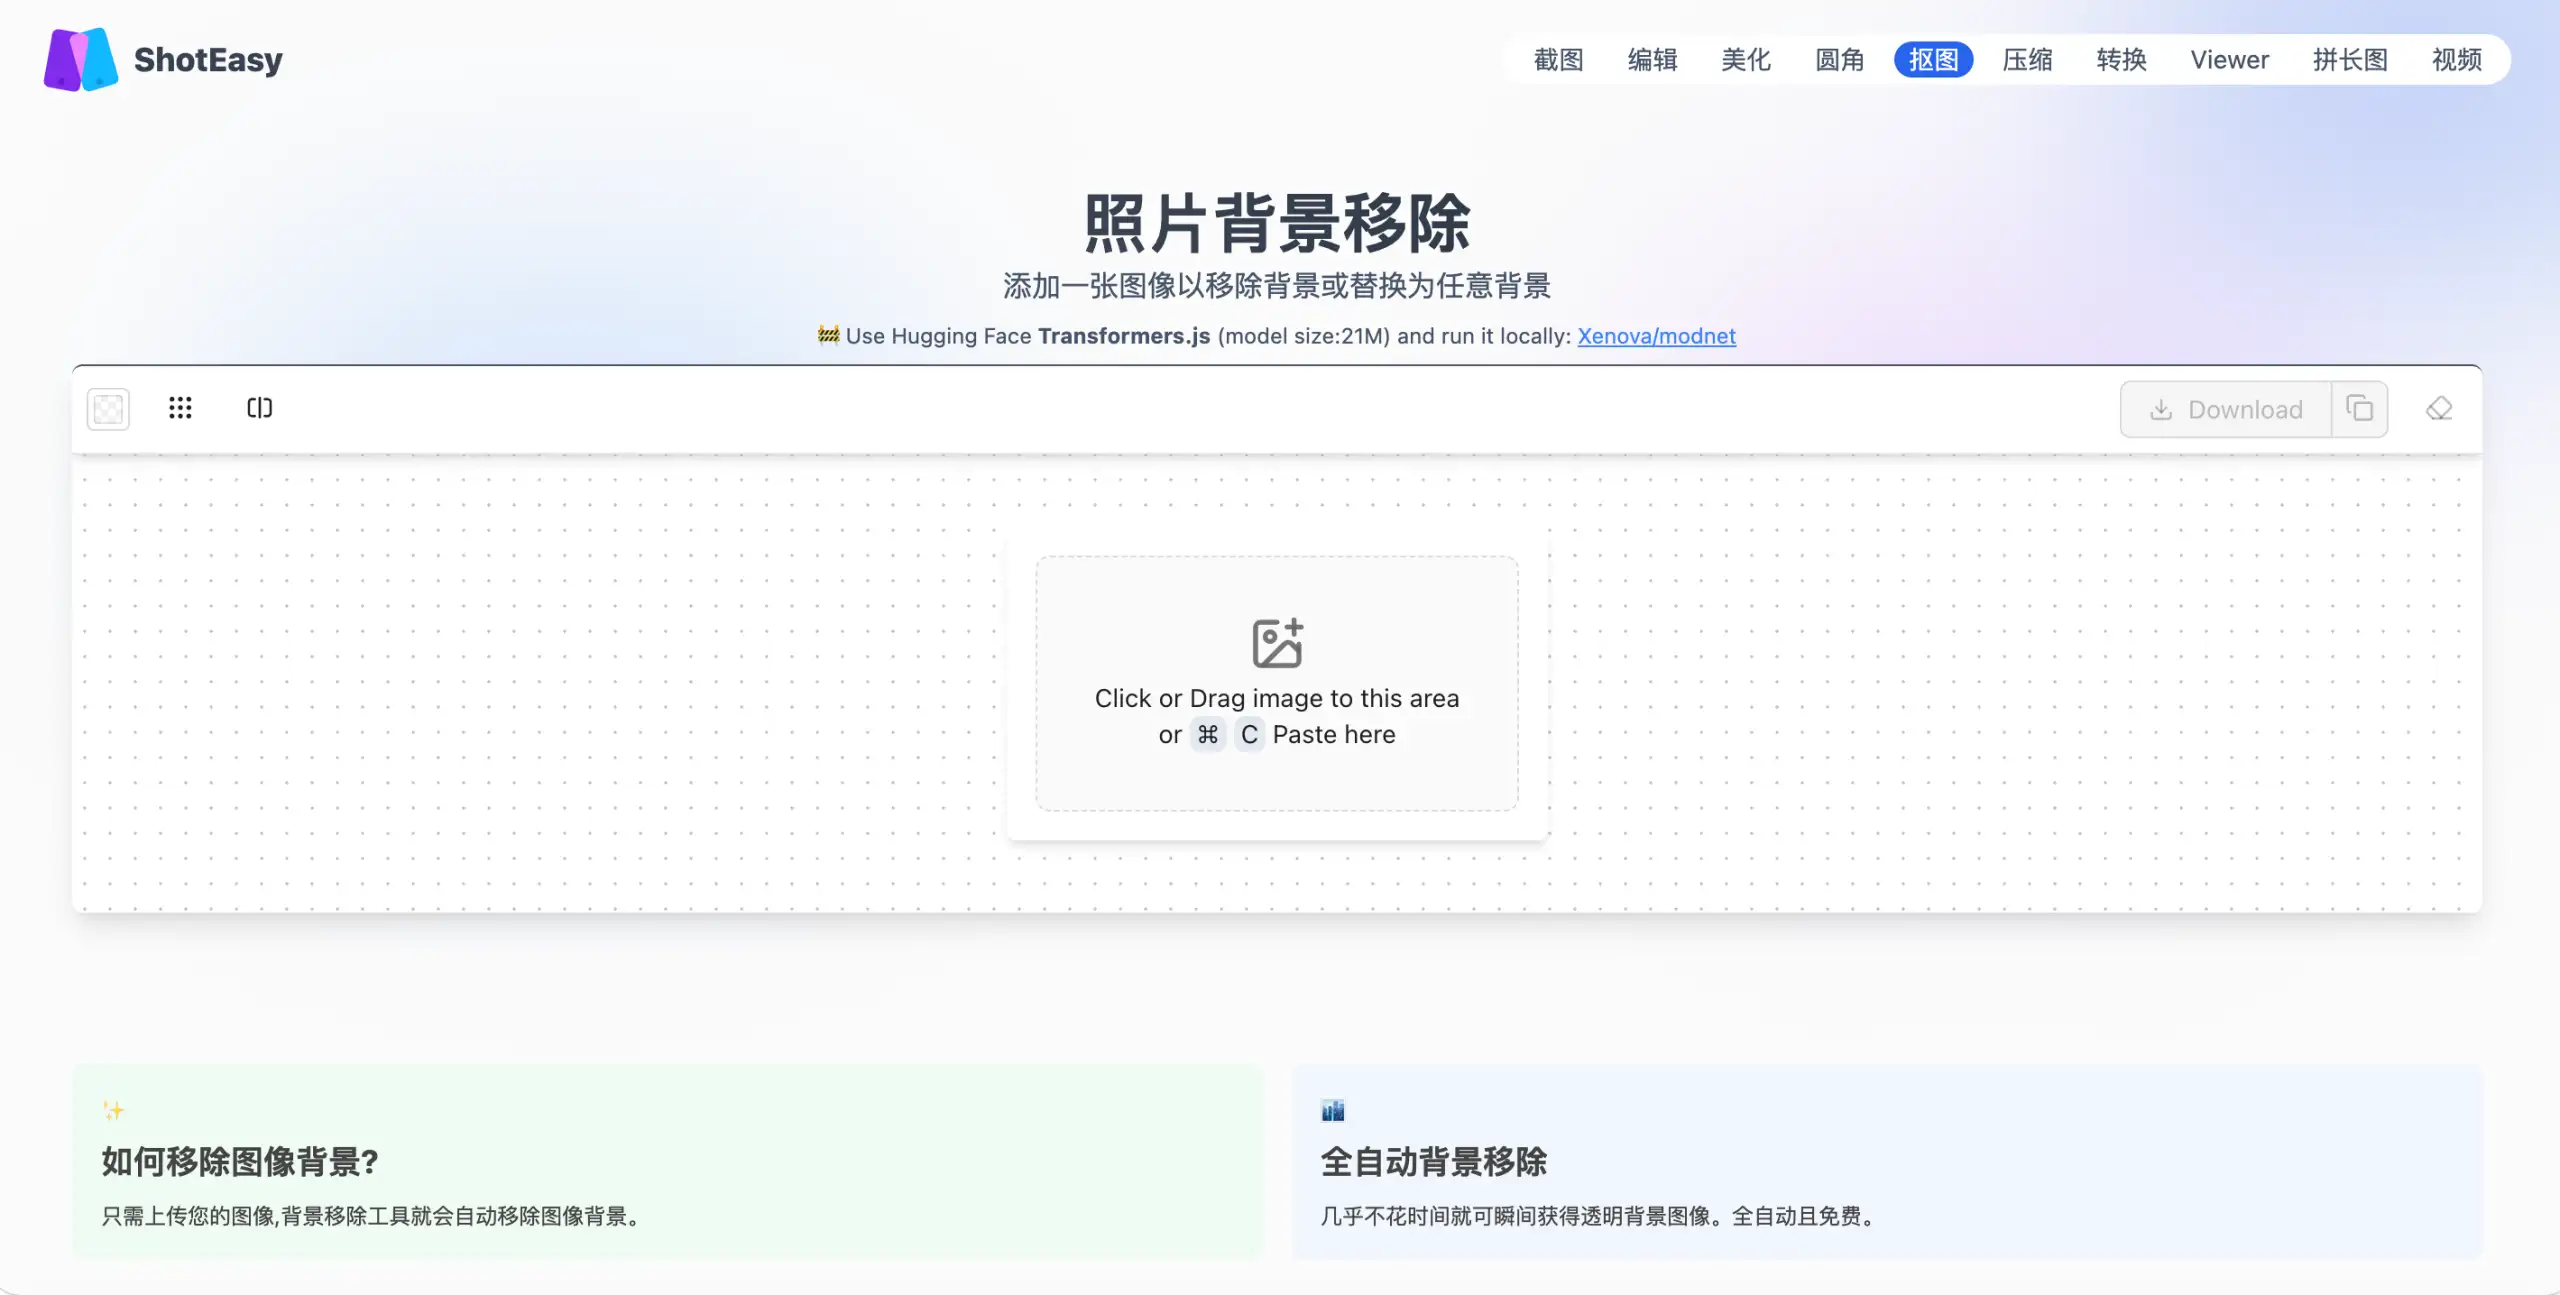 ShotEasy
截图 编辑 美化 圆角 抠图 压缩 转换 Viewer 拼长图 视频
照片背景移除
添加一张图像以移除背景或替换为任意背景
🚧 Use Hugging Face Transformers.js (model size:21M) and run it locally: Xenova/modnet
Download
Click or Drag image to this area
or ⌘ C Paste here
如何移除图像背景?
只需上传您的图像,背景移除工具就会自动移除图像背景。
全自动背景移除
几乎不花时间就可瞬间获得透明背景图像。全自动且免费。